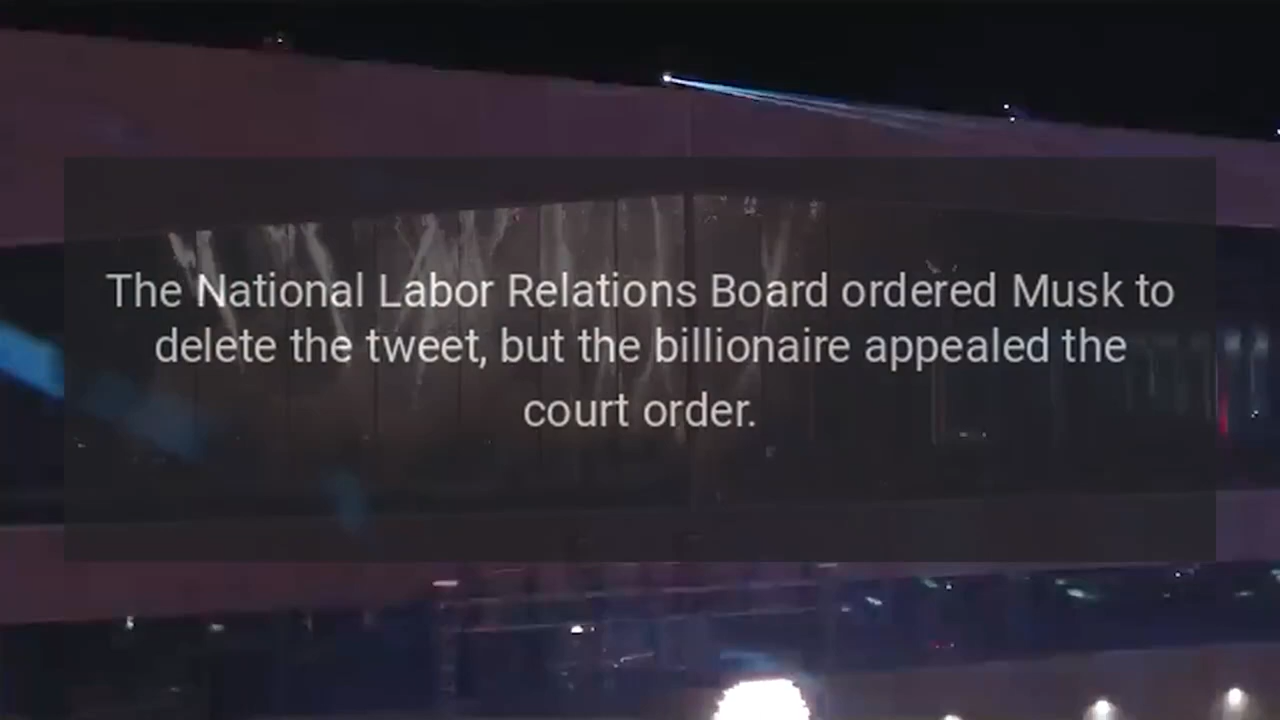 The National Labor Relations Board ordered Musk to
delete the tweet, but the billionaire appealed the
court order.